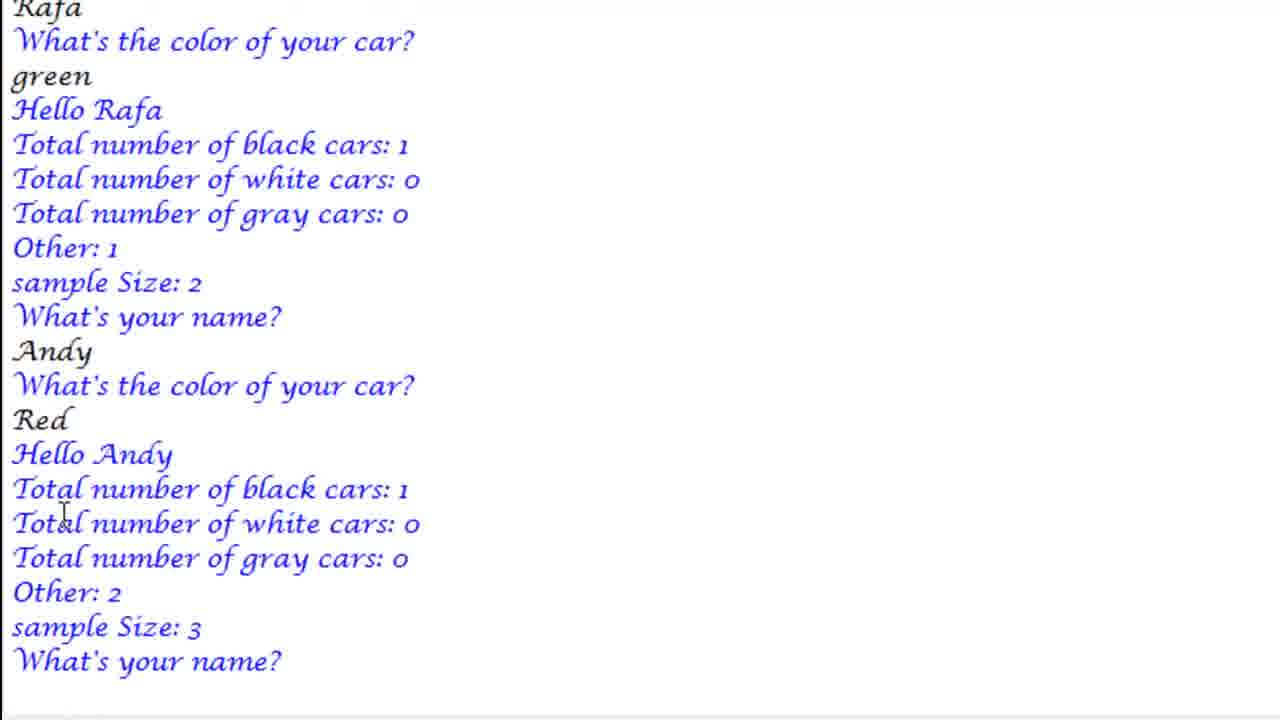 Rafa
What's the color of your car?
green
Hello Rafa
Total number of black cars: 1
Total number of white cars: 0
Total number of gray cars: 0
Other: 1
sample Size: 2
What's your name?
Andy
What's the color of your car?
Red
Hello Andy
Total number of black cars: 1
Total number of white cars: 0
Total number of gray cars: 0
Other: 2
sample Size: 3
What's your name?